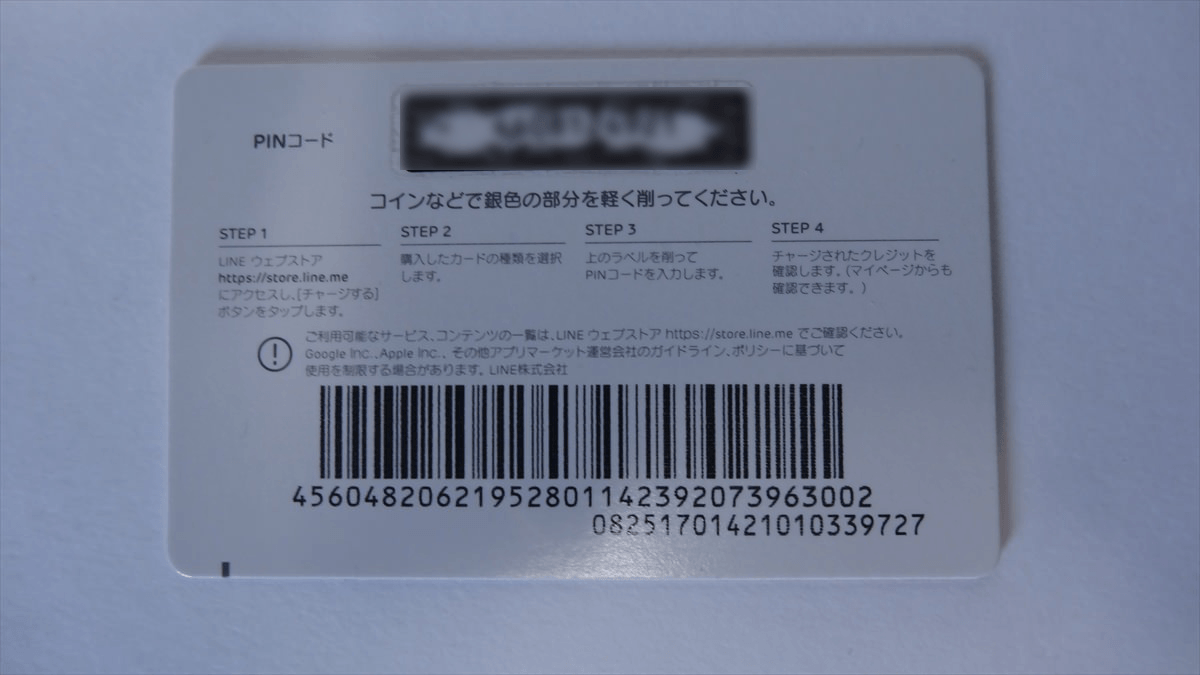 PINコード
コインなどで銀色の部分を軽く削ってください。
STEP 1
LINE ウェブストア
https://store.line.me
にアクセスし、[チャージする]
ボタンをタップします。
STEP 2
購入したカードの種類を選択
します。
STEP 3
上のラベルを削って
PINコードを入力します。
STEP 4
チャージされたクレジットを
確認します。(マイページからも
確認できます。)
ご利用可能なサービス、コンテンツの一覧は、LINE ウェブストア https://store.line.me でご確認ください。
Google Inc.、Apple Inc.、その他アプリマーケット運営会社のガイドライン、ポリシーに基づいて
使用を制限する場合があります。LINE株式会社
45604820621952801142392073963002
08251701421010339727